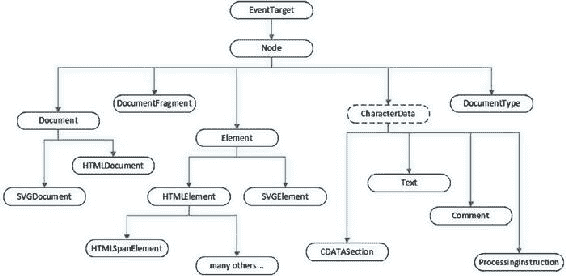 EventTarget
Node
DocumentFragment
DocumentType
Document
CharacterData
Element
HTMLDocument
Text
SVGDocument
HTMLElement
SVGElement
Comment
HTMLSpanElement
CDATASection
many others...
ProcessingInstruction